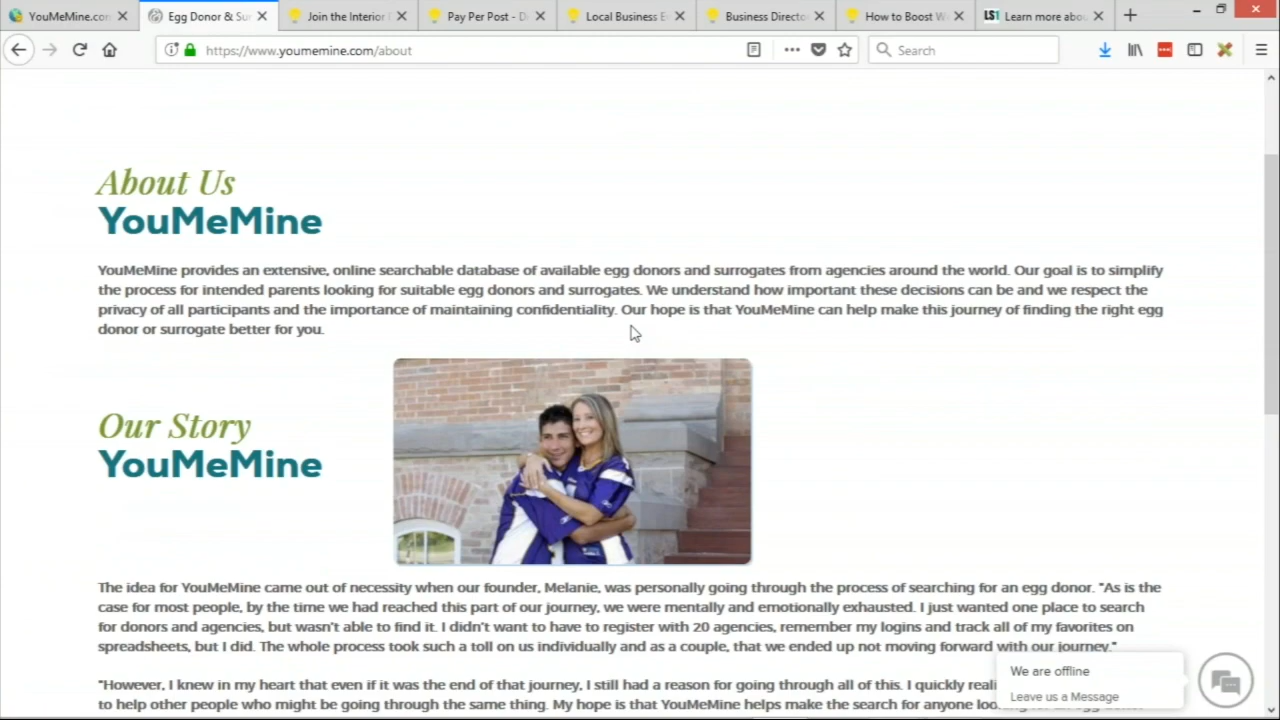 YouMeMine.com
Egg Donor & Su
Join the Interior
Pay Per Post - D
Local Business E
Business Directo
How to Boost W
LS1 Learn more abou
https://www.youmemine.com/about
Search
About Us
YouMeMine
YouMeMine provides an extensive, online searchable database of available egg donors and surrogates from agencies around the world. Our goal is to simplify
the process for intended parents looking for suitable egg donors and surrogates. We understand how important these decisions can be and we respect the
privacy of all participants and the importance of maintaining confidentiality. Our hope is that YouMeMine can help make this journey of finding the right egg
donor or surrogate better for you.
Our Story
YouMeMine
The idea for YouMeMine came out of necessity when our founder, Melanie, was personally going through the process of searching for an egg donor. "As is the
case for most people, by the time we had reached this part of our journey, we were mentally and emotionally exhausted. I just wanted one place to search
for donors and agencies, but wasn't able to find it. I didn't want to have to register with 20 agencies, remember my logins and track all of my favorites on
spreadsheets, but I did. The whole process took such a toll on us individually and as a couple, that we ended up not moving forward with our journey."
"However, I knew in my heart that even if it was the end of that journey, I still had a reason for going through all of this. I quickly reali
to help other people who might be going through the same thing. My hope is that YouMeMine helps make the search for anyone
We are offline
Leave us a Message